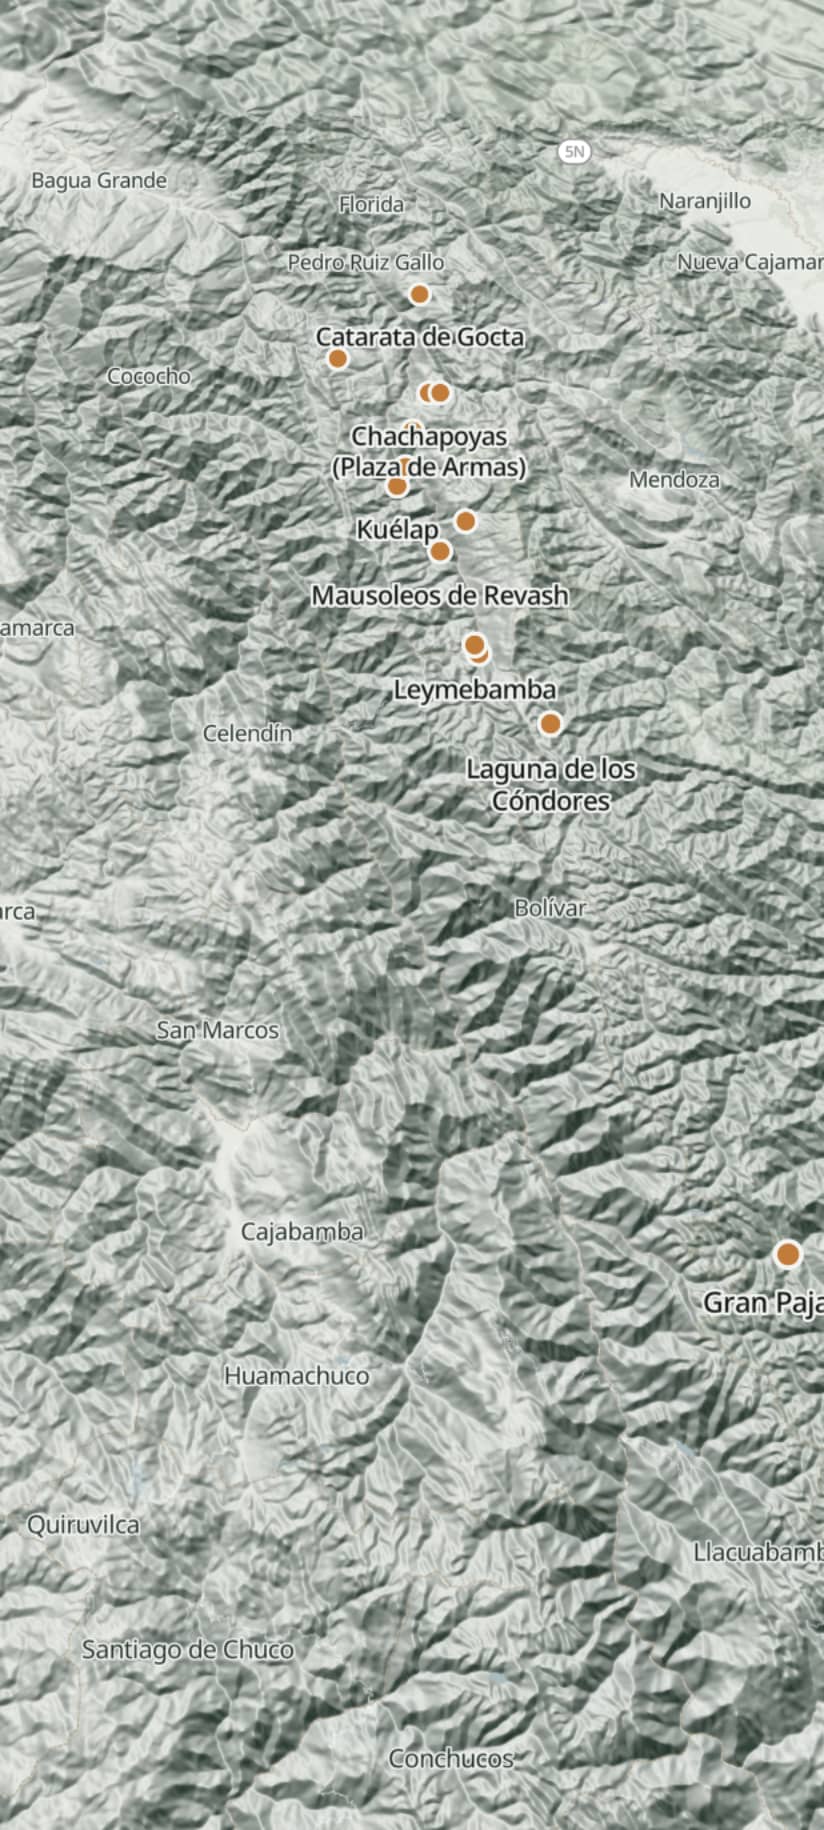 5N
Bagua Grande
Florida
Naranjillo
Pedro Ruiz Gallo
Nueva Cajamar
Catarata de Gocta
Cococho
Chachapoyas
(Plaza de Armas)
Mendoza
Kuélap
Mausoleos de Revash
amarca
Leymebamba
Celendín
Laguna de los
Cóndores
Bolívar
arca
San Marcos
Cajabamba
Gran Paja
Huamachuco
Quiruvilca
Llacuabamb
Santiago de Chuco
Conchucos